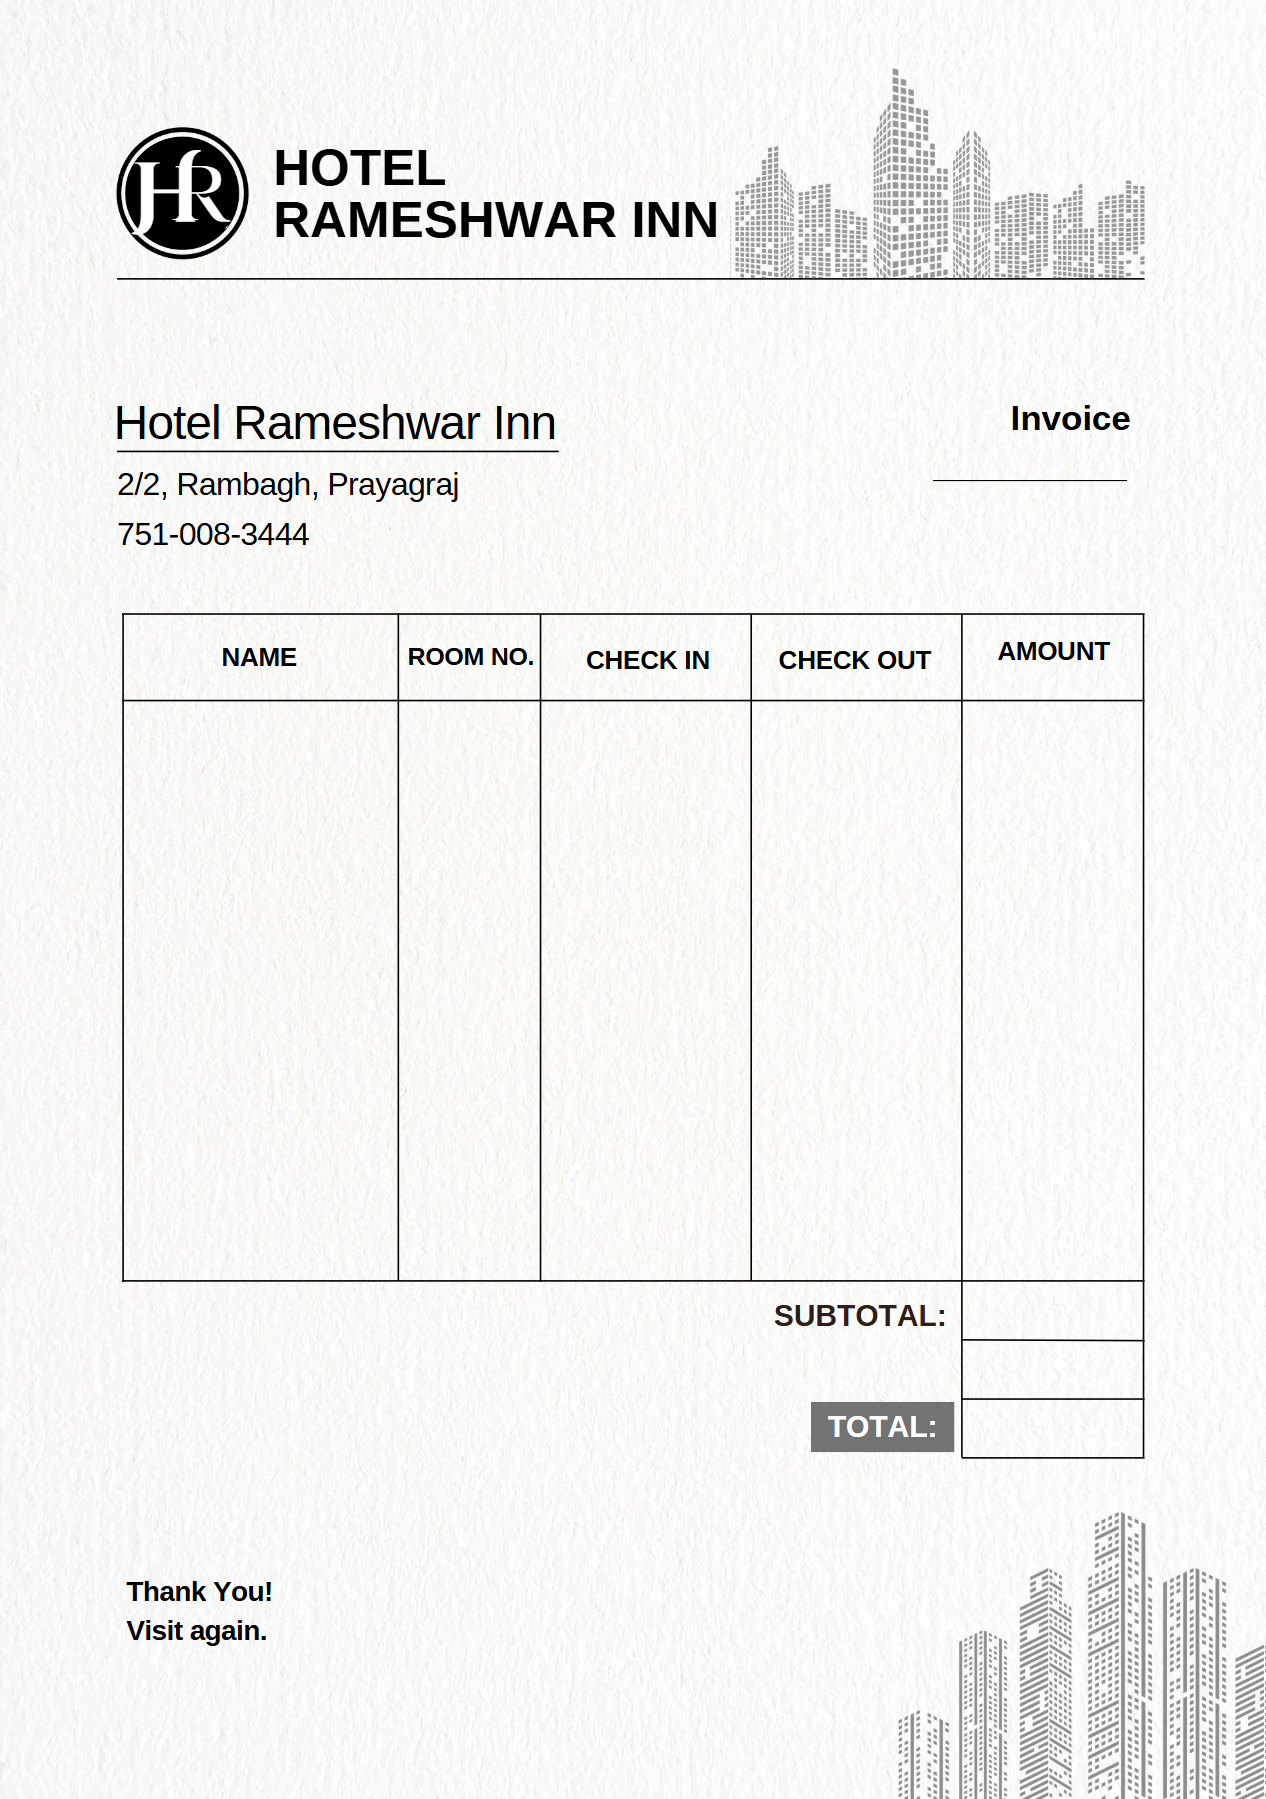 HR
HOTEL
RAMESHWAR INN
Hotel Rameshwar Inn
Invoice
2/2, Rambagh, Prayagraj
751-008-3444
NAME ROOM NO. CHECK IN CHECK OUT AMOUNT
SUBTOTAL:
TOTAL:
Thank You!
Visit again.